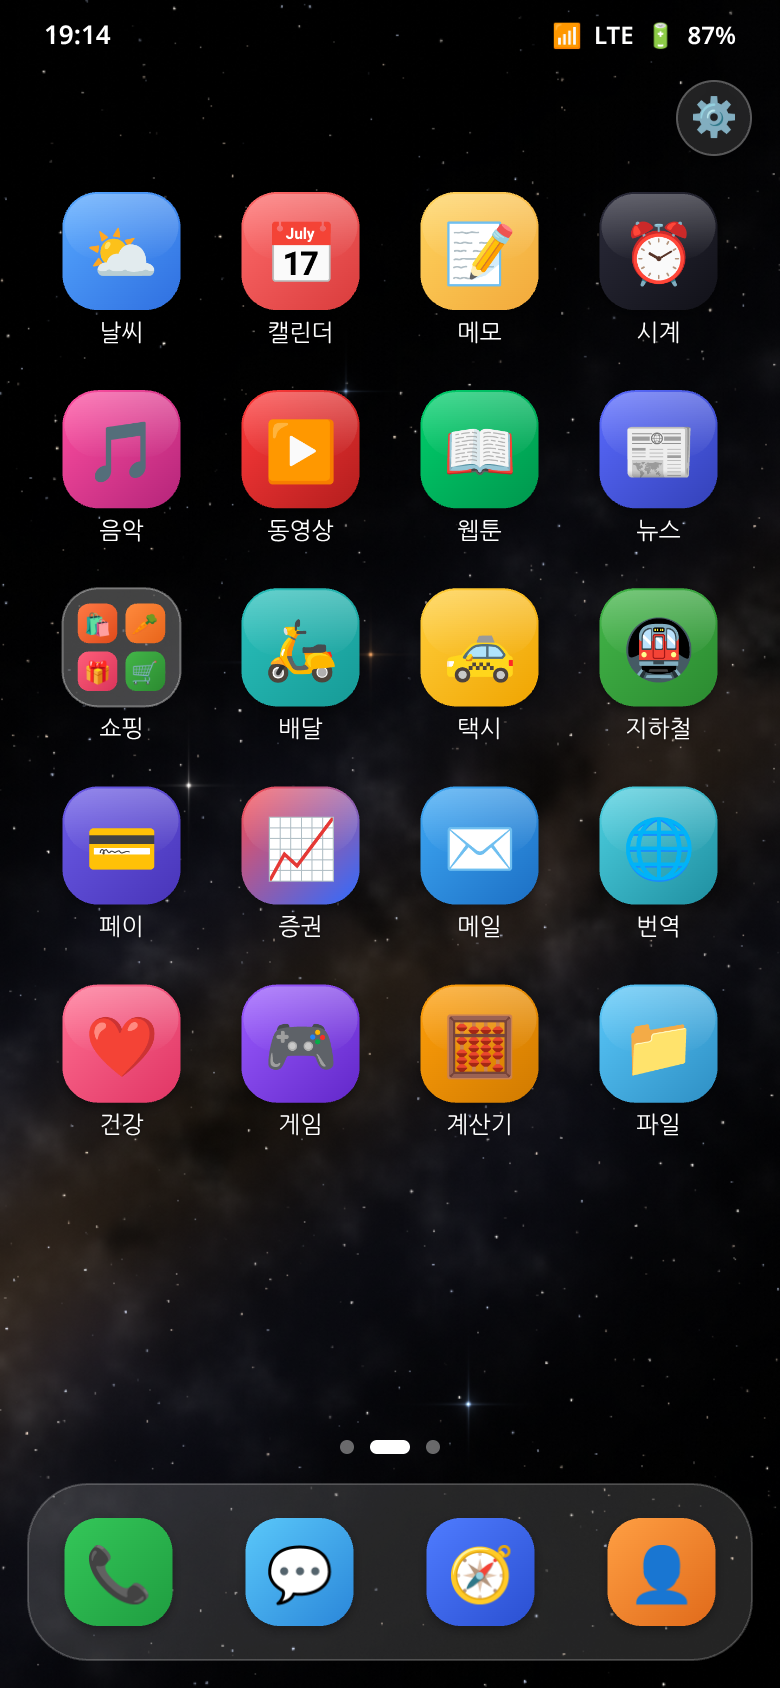 19:14 LTE 87%
날씨 캘린더 메모 시계
July
17
음악 동영상 웹툰 뉴스
쇼핑 배달 택시 지하철
페이 증권 메일 번역
건강 게임 계산기 파일